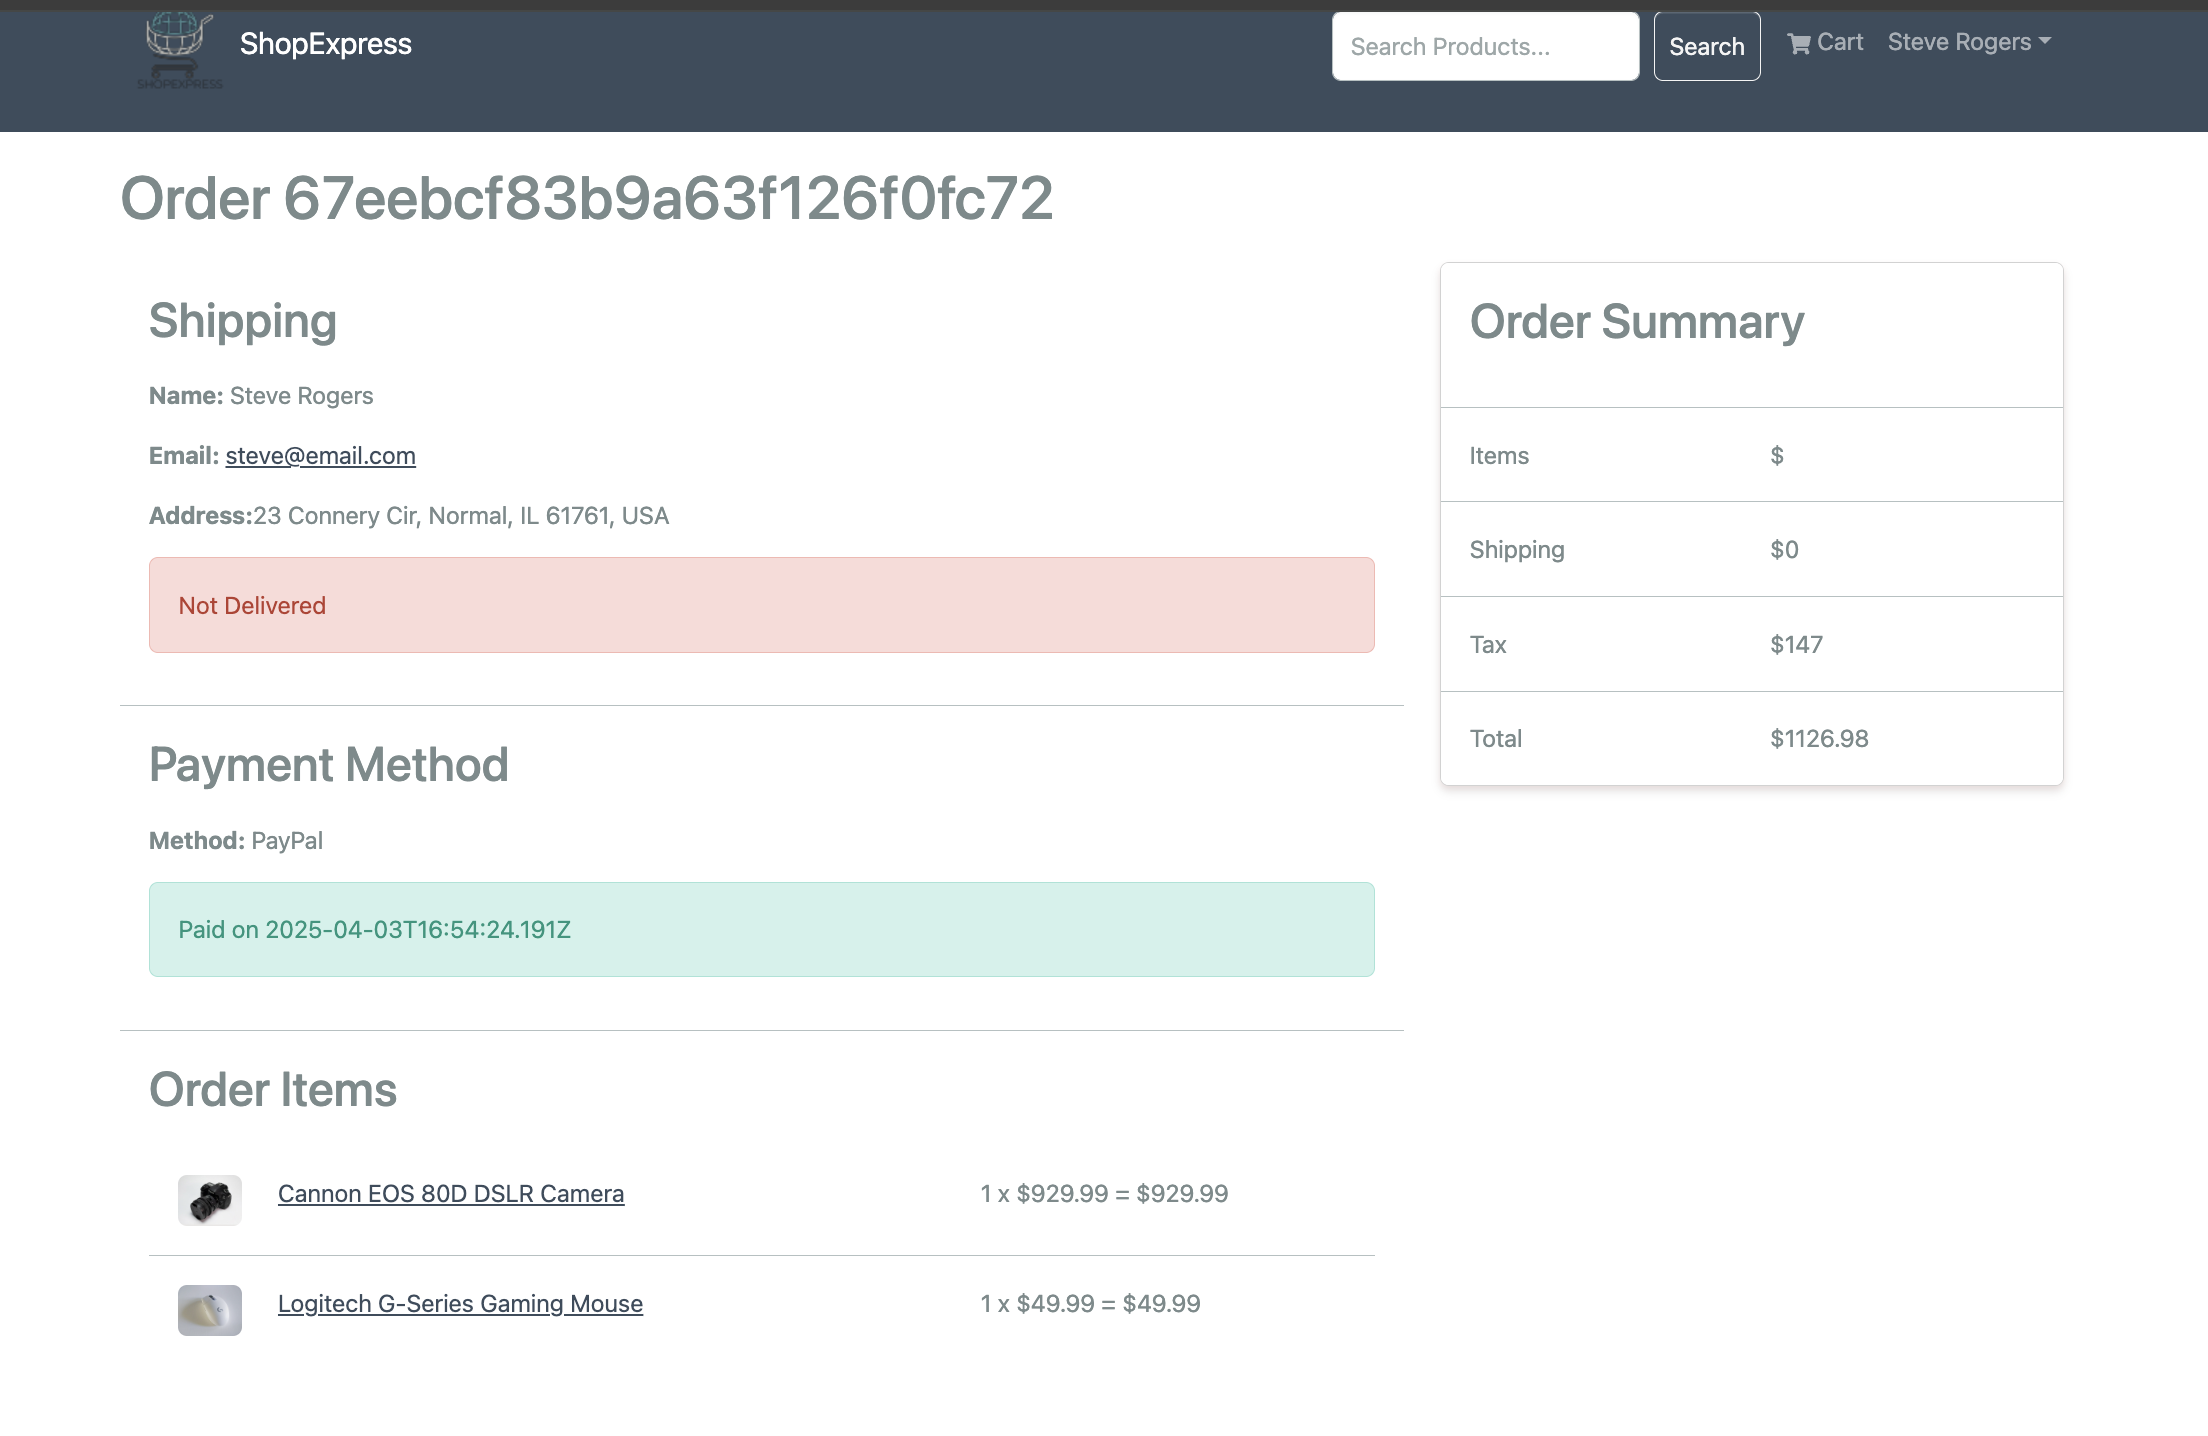 SHOPEXPRESS
ShopExpress
Search Products...
Search
Cart
Steve Rogers
Order 67eebcf83b9a63f126f0fc72
Shipping
Name: Steve Rogers
Email: steve@email.com
Address:23 Connery Cir, Normal, IL 61761, USA
Not Delivered
Payment Method
Method: PayPal
Paid on 2025-04-03T16:54:24.191Z
Order Items
Cannon EOS 80D DSLR Camera
1 x $929.99 = $929.99
Logitech G-Series Gaming Mouse
1 x $49.99 = $49.99
Order Summary
Items $
Shipping $0
Tax $147
Total $1126.98